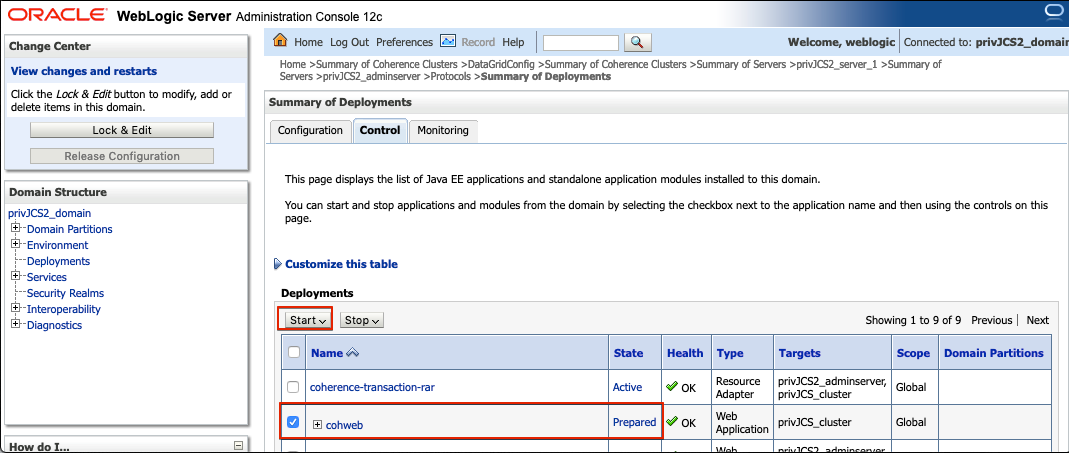 ORACLE WebLogic Server Administration Console 12c
Change Center
View changes and restarts
Click the Lock & Edit button to modify, add or
delete items in this domain.
Lock & Edit
Release Configuration
Domain Structure
privJCS2_domain
Domain Partitions
Environment
Deployments
Services
Security Realms
Interoperability
Diagnostics
How do I...
Home Log Out Preferences Record Help
Welcome, weblogic Connected to: privJCS2_domain
Home >Summary of Coherence Clusters >DataGridConfig >Summary of Coherence Clusters >Summary of Servers >privJCS2_server_1 >Summary of
Servers >privJCS2_adminserver >Protocols >Summary of Deployments
Summary of Deployments
Configuration Control Monitoring
This page displays the list of Java EE applications and standalone application modules installed to this domain.
You can start and stop applications and modules from the domain by selecting the checkbox next to the application name and then using the controls on this
page.
Customize this table
Deployments
Start Stop Showing 1 to 9 of 9 Previous | Next
Name State Health Type Targets Scope Domain Partitions
coherence-transaction-rar Active OK Resource Adapter privJCS2_adminserver, privJCS_cluster Global
cohweb Prepared OK Web Application privJCS_cluster Global